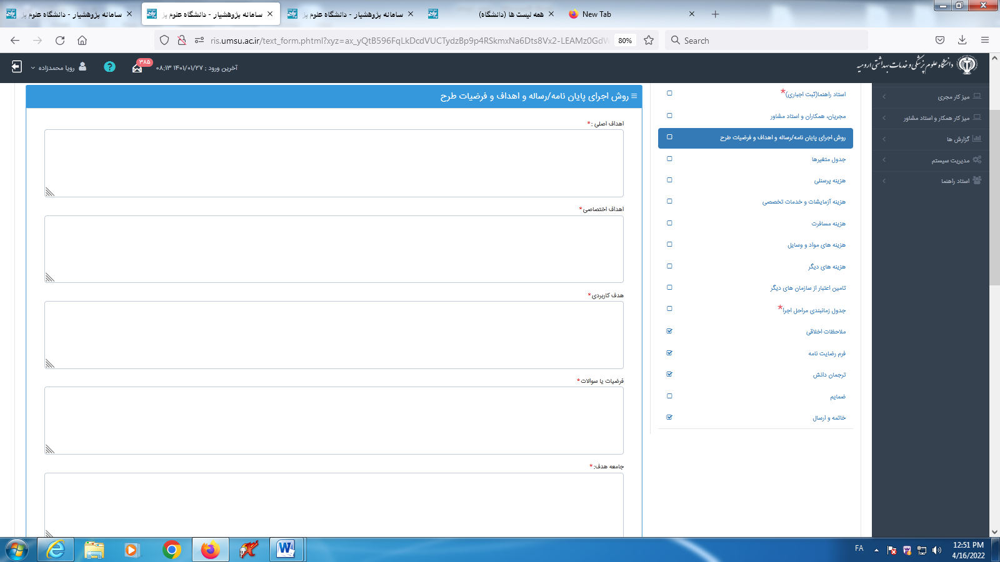 سامانه پژوهشیار - دانشگاه علوم پز
سامانه پژوهشیار - دانشگاه علوم پز
سامانه پژوهشیار - دانشگاه علوم پز
همه لیست ها (دانشگاه)
New Tab
ris.umsu.ac.ir/text_form.phtml?xyz=ax_yQtB596FqLkDcdVUCTydzBp9p4RSkmxNa6Dts8Vx2-LEAMz0GdW
80%
Search
دانشگاه علوم پزشکی و خدمات بهداشتی ارومیه
آخرین ورود : ۱۴۰۱/۰۱/۲۷ ۰۸:۱۳
۳۸۵
?
رویا محمدزاده
میز کار مجری
میز کار همکار و استاد مشاور
گزارش ها
مدیریت سیستم
استاد راهنما
استاد راهنما(ثبت اجباری)*
مجریان، همکاران و استاد مشاور
روش اجرای پایان نامه/رساله و اهداف و فرضیات طرح
جدول متغیرها
هزینه پرسنلی
هزینه آزمایشات و خدمات تخصصی
هزینه مسافرت
هزینه های مواد و وسایل
هزینه های دیگر
تامین اعتبار از سازمان های دیگر
جدول زمانبندی مراحل اجرا*
ملاحظات اخلاقی
فرم رضایت نامه
ترجمان دانش
ضمایم
خاتمه و ارسال
روش اجرای پایان نامه/رساله و اهداف و فرضیات طرح
اهداف اصلی : *
اهداف اختصاصی *
هدف کاربردی *
فرضیات یا سوالات *
جامعه هدف: *
FA
12:51 PM
4/16/2022